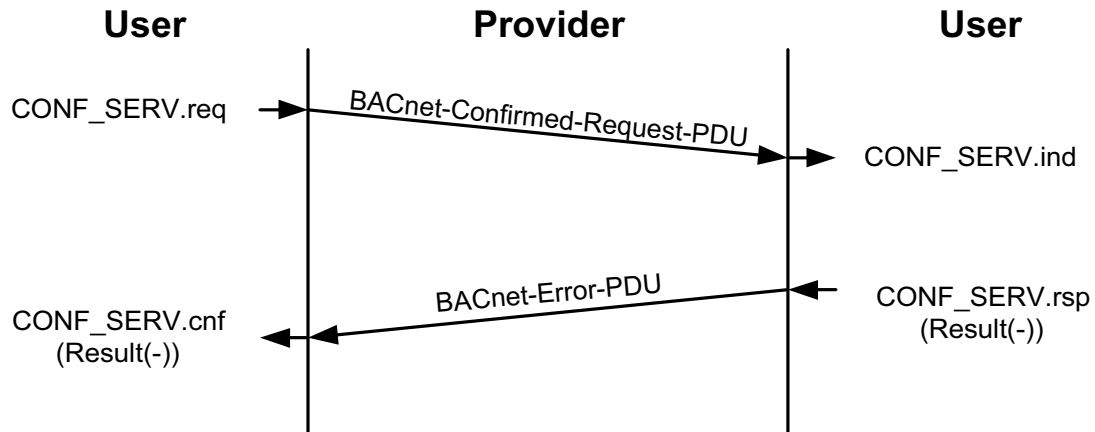 User
Provider
User
CONF_SERV.req
BACnet-Confirmed-Request-PDU
CONF_SERV.ind
BACnet-Error-PDU
CONF_SERV.rsp
(Result(-))
CONF_SERV.cnf
(Result(-))